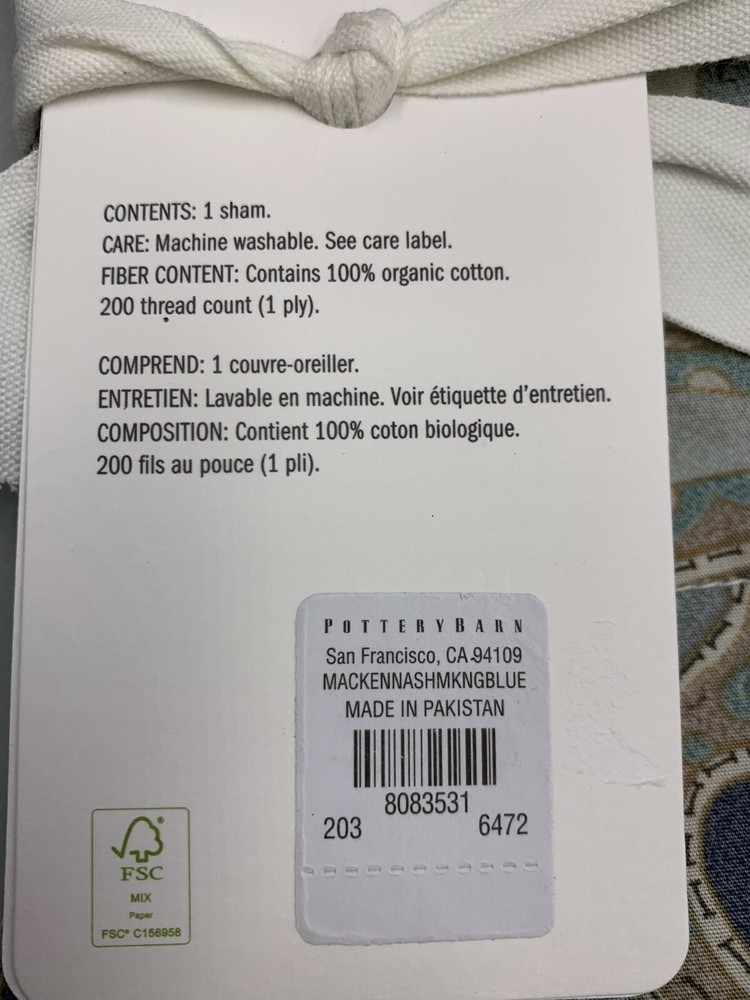 CONTENTS: 1 sham.
CARE: Machine washable. See care label.
FIBER CONTENT: Contains 100% organic cotton.
200 thread count (1 ply).
COMPREND: 1 couvre-oreiller.
ENTRETIEN: Lavable en machine. Voir étiquette d'entretien.
COMPOSITION: Contient 100% coton biologique.
200 fils au pouce (1 pli).
POTTERYBARN
San Francisco, CA 94109
MACKENNASHMKNGBLUE
MADE IN PAKISTAN
8083531
203 6472
FSC
MIX
Paper
FSC® C156958